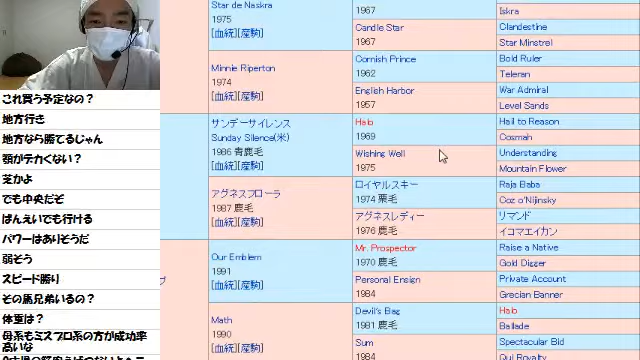 Star de Naskra
1975
[血統][産駒]
1967
Iskra
Candle Star
1967
Clandestine
Star Minstrel
Minnie Riperton
1974
[血統][産駒]
Cornish Prince
1962
Bold Ruler
Teleran
English Harbor
1957
War Admiral
Level Sands
サンデーサイレンス
Sunday Silence(米)
1986 青鹿毛
[血統][産駒]
Halo
1969
Hail to Reason
Cosmah
Wishing Well
1975
Understanding
Mountain Flower
アグネスフローラ
1987 鹿毛
[血統][産駒]
ロイヤルスキー
1974 栗毛
Raja Baba
Coz o'Nijinsky
アグネスレディー
1976 鹿毛
リマンド
イコマエイカン
Our Emblem
1991
[血統][産駒]
Mr. Prospector
1970 鹿毛
Raise a Native
Gold Digger
Personal Ensign
1984
Private Account
Grecian Banner
Math
1990
[血統][産駒]
Devil's Bag
1981 鹿毛
Halo
Ballade
Sum
1984
Spectacular Bid
Qui Royalty
これ買う予定なの?
地方行き
地方なら勝てるじゃん
顎がデカくない?
芝かよ
でも中央だぞ
ばんえいでも行ける
パワーはありそうだ
弱そう
スピード勝り
その馬兄弟いるの?
体重は?
母系もミスプロ系の方が成功率
高いな